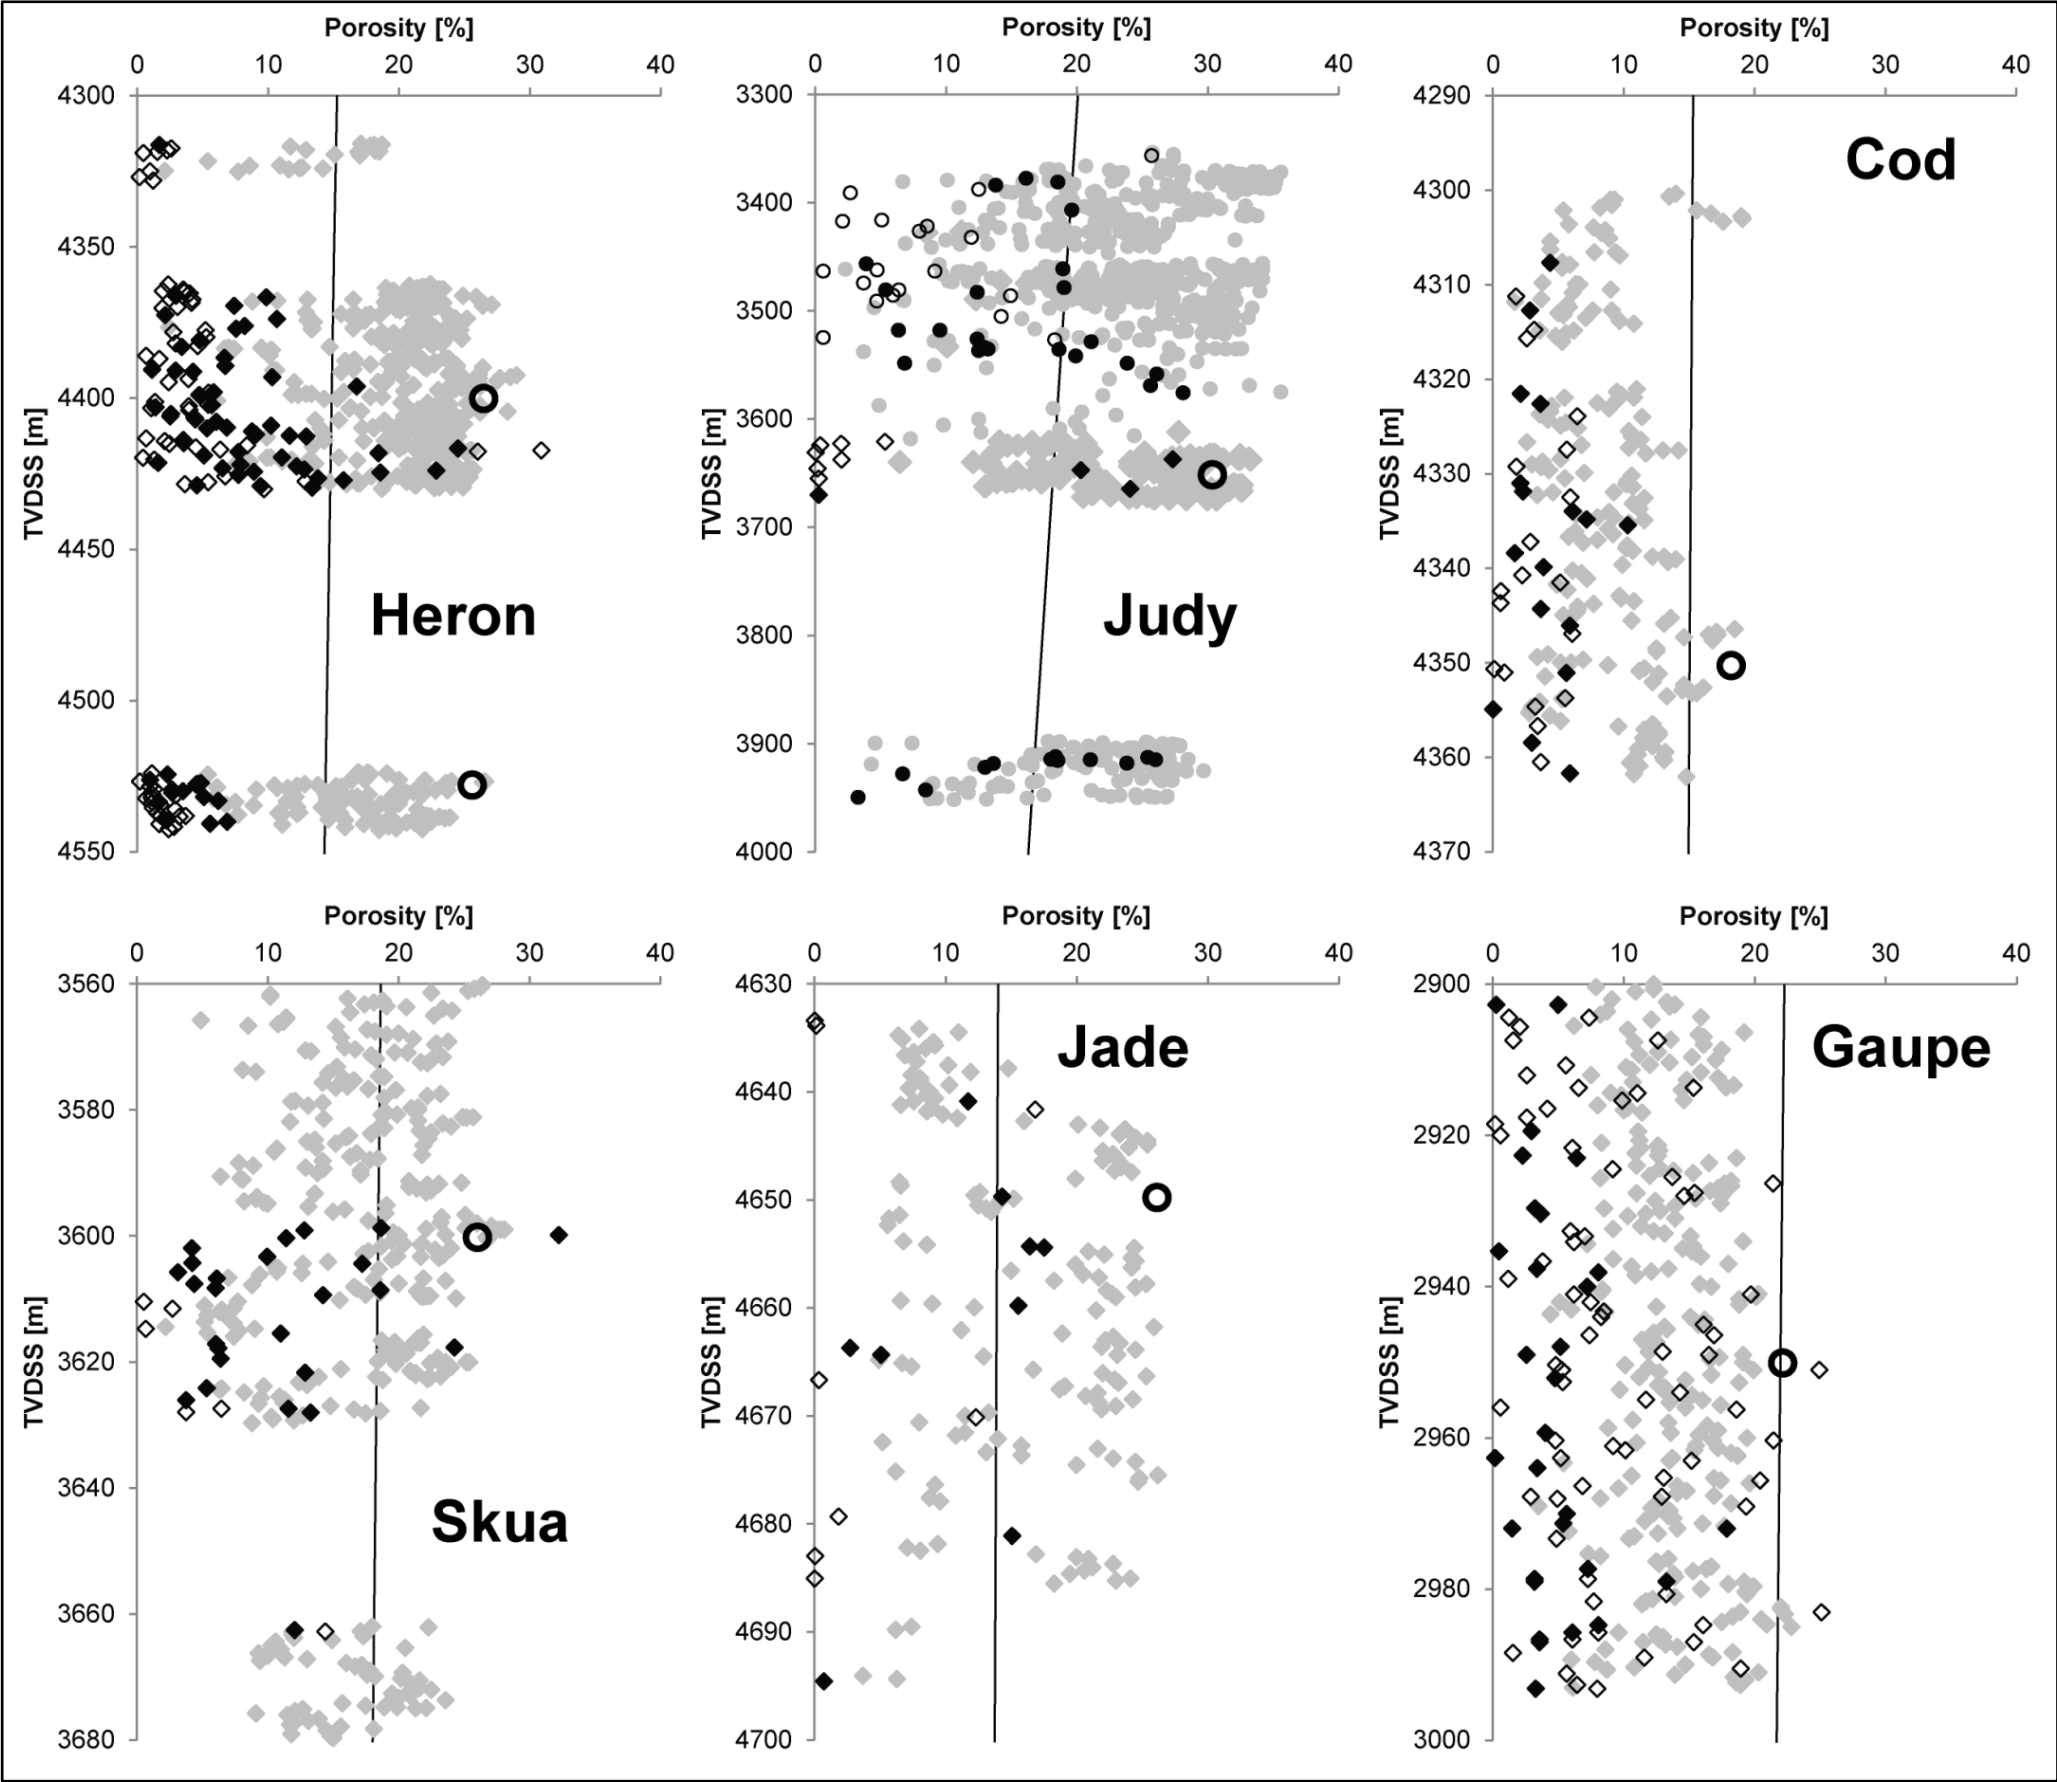 Porosity [%]
0 10 20 30 40
4300
4350
4400
4450
4500
4550
TVDSS [m]
Heron
Porosity [%]
0 10 20 30 40
3300
3400
3500
3600
3700
3800
3900
4000
TVDSS [m]
Judy
Porosity [%]
0 10 20 30 40
4290
4300
4310
4320
4330
4340
4350
4360
4370
TVDSS [m]
Cod
Porosity [%]
0 10 20 30 40
3560
3580
3600
3620
3640
3660
3680
TVDSS [m]
Skua
Porosity [%]
0 10 20 30 40
4630
4640
4650
4660
4670
4680
4690
4700
TVDSS [m]
Jade
Porosity [%]
0 10 20 30 40
2900
2920
2940
2960
2980
3000
TVDSS [m]
Gaupe